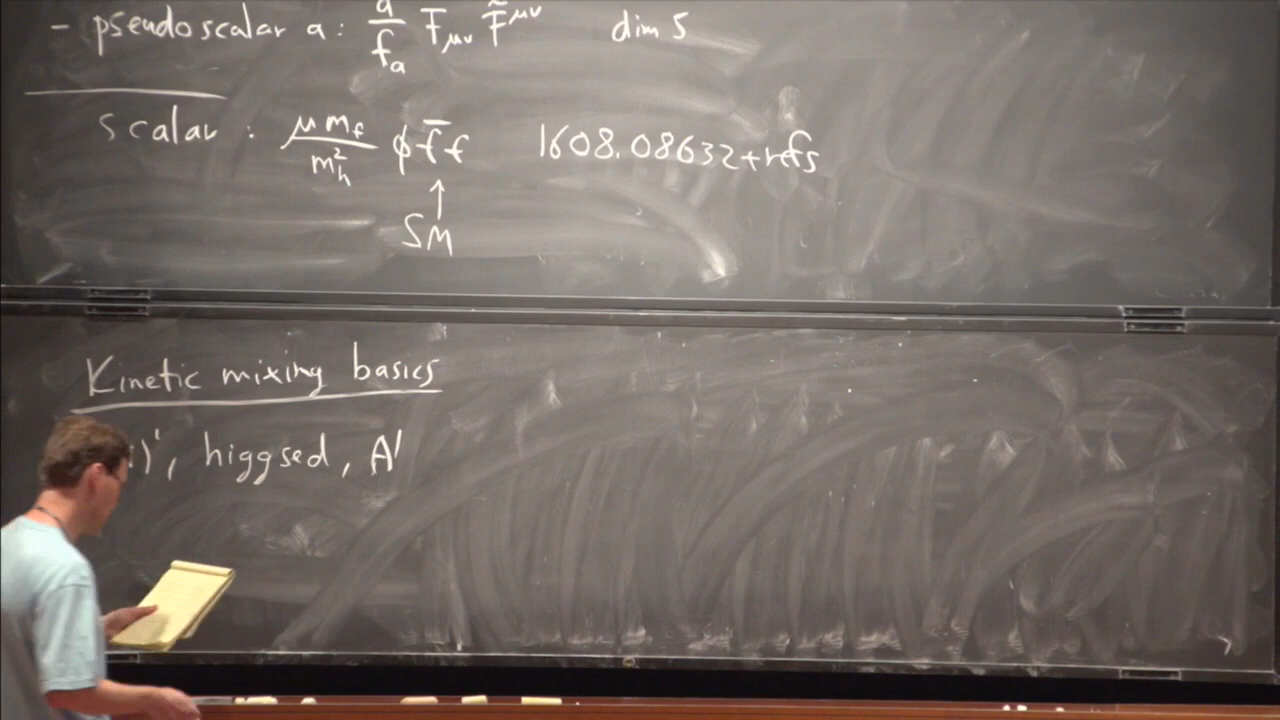 - pseudoscalar a: a/f_a F_μν F̃^μν dim 5
scalar : μ m_f / m_h^2 φ f̄ f 1608.08632 + refs
↑
SM
Kinetic mixing basics
)', higgsed, A'